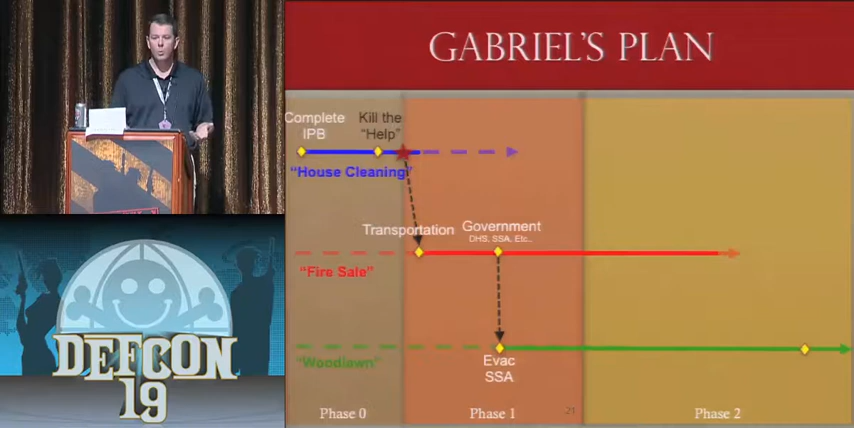 GABRIEL'S PLAN
Complete
IPB
Kill the
"Help"
"House Cleaning"
Transportation
Government
DHS, SSA, Etc..
"Fire Sale"
"Woodlawn"
Evac
SSA
Phase 0
Phase 1
21
Phase 2
DEFCON
19